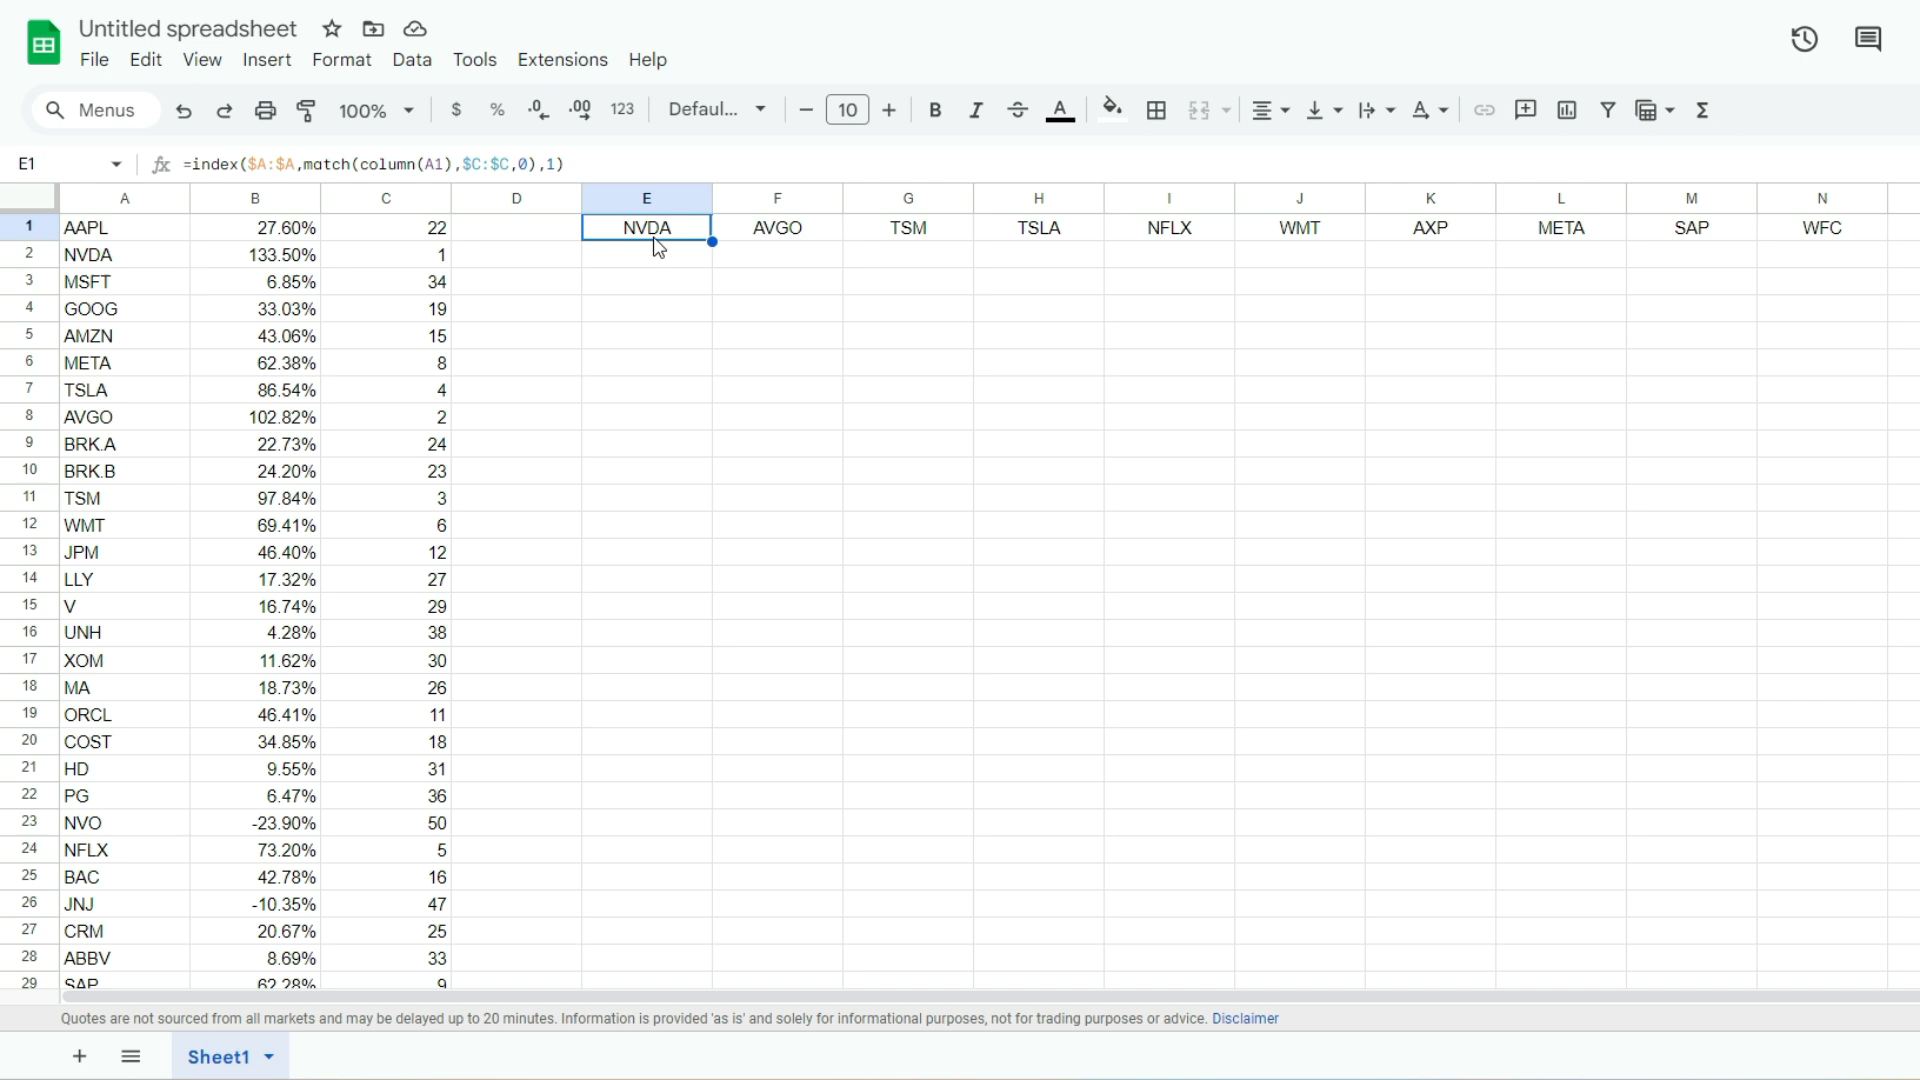 Untitled spreadsheet
File Edit View Insert Format Data Tools Extensions Help
Menus 100% $ % .0 .00 123 Defaul... − 10 + B I S A Σ
E1 fx =index($A:$A,match(column(A1),$C:$C,0),1)
A B C D E F G H I J K L M N
1 AAPL 27.60% 22 NVDA AVGO TSM TSLA NFLX WMT AXP META SAP WFC
2 NVDA 133.50% 1
3 MSFT 6.85% 34
4 GOOG 33.03% 19
5 AMZN 43.06% 15
6 META 62.38% 8
7 TSLA 86.54% 4
8 AVGO 102.82% 2
9 BRK.A 22.73% 24
10 BRK.B 24.20% 23
11 TSM 97.84% 3
12 WMT 69.41% 6
13 JPM 46.40% 12
14 LLY 17.32% 27
15 V 16.74% 29
16 UNH 4.28% 38
17 XOM 11.62% 30
18 MA 18.73% 26
19 ORCL 46.41% 11
20 COST 34.85% 18
21 HD 9.55% 31
22 PG 6.47% 36
23 NVO -23.90% 50
24 NFLX 73.20% 5
25 BAC 42.78% 16
26 JNJ -10.35% 47
27 CRM 20.67% 25
28 ABBV 8.69% 33
29 SAP 62.28% 9
Quotes are not sourced from all markets and may be delayed up to 20 minutes. Information is provided 'as is' and solely for informational purposes, not for trading purposes or advice. Disclaimer
+ Sheet1